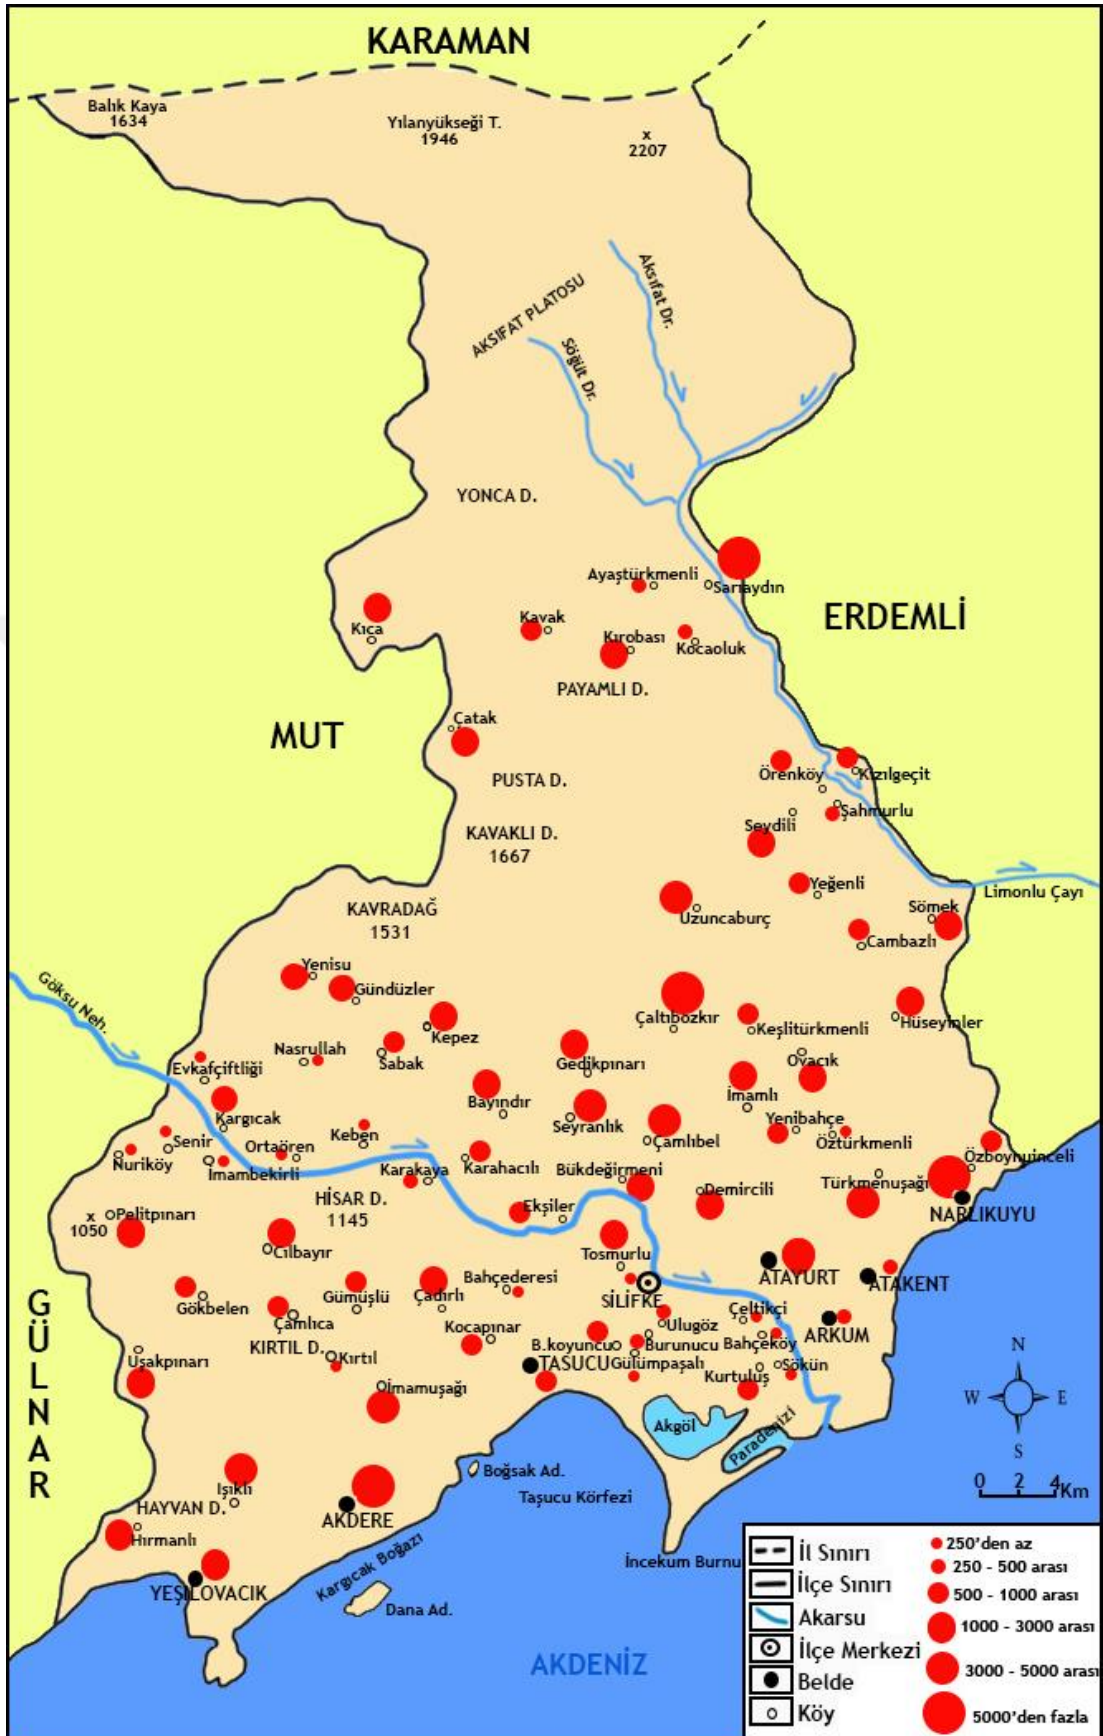 KARAMAN
Balık Kaya
1634
Yılanyükseği T.
1946
x
2207
AKSIFAT PLATOSU
Aksıfat Dr.
Söğüt Dr.
YONCA D.
Ayaştürkmenli
Sarıaydın
ERDEMLİ
Kıca
Kavak
Kırobası
Kocaoluk
PAYAMLI D.
MUT
Çatak
PUSTA D.
Örenköy
Kızılgeçit
Şahmurlu
KAVAKLI D.
1667
Seydili
Yeğenli
Limonlu Çayı
KAVRADAĞ
1531
Uzuncaburç
Sömek
Cambazlı
Göksu Neh.
Yenisu
Gündüzler
Kepez
Çaltıbozkır
Keşlitürkmenli
Hüseyinler
Evkafçiftliği
Nasrullah
Sabak
Gedikpınarı
Ovacık
Kargıcak
Bayındır
İmamlı
Seyranlık
Çamlıbel
Yenibahçe
Öztürkmenli
Senir
Nuriköy
İmambekirli
Ortaören
Keben
Karakaya
Karahacılı
Bükdeğirmeni
Demircili
Türkmenuşağı
Özboynuinceli
NARLIKUYU
HİSAR D.
1145
x
1050
Pelitpınarı
Ekşiler
Cılbayır
Tosmurlu
ATAYURT
ATAKENT
Gökbelen
Gümüşlü
Çadırlı
Bahçederesi
SİLİFKE
Çamlıca
Ulugöz
Çeltikçi
ARKUM
KIRTIL D.
Kırtıl
Kocapınar
B.koyuncu
Burunucu
Bahçeköy
TASUCU
Gülümpaşalı
Sökün
Kurtuluş
Uşakpınarı
İmamuşağı
GÜLNAR
Akgöl
Paradenizi
N
W
E
S
Işıklı
HAYVAN D.
Hırmanlı
AKDERE
Boğsak Ad.
Taşucu Körfezi
0 2 4 Km
YEŞİLOVACIK
Kargıcak Boğazı
Dana Ad.
İncekum Burnu
AKDENİZ
İl Sınırı
İlçe Sınırı
Akarsu
İlçe Merkezi
Belde
Köy
250'den az
250 - 500 arası
500 - 1000 arası
1000 - 3000 arası
3000 - 5000 arası
5000'den fazla